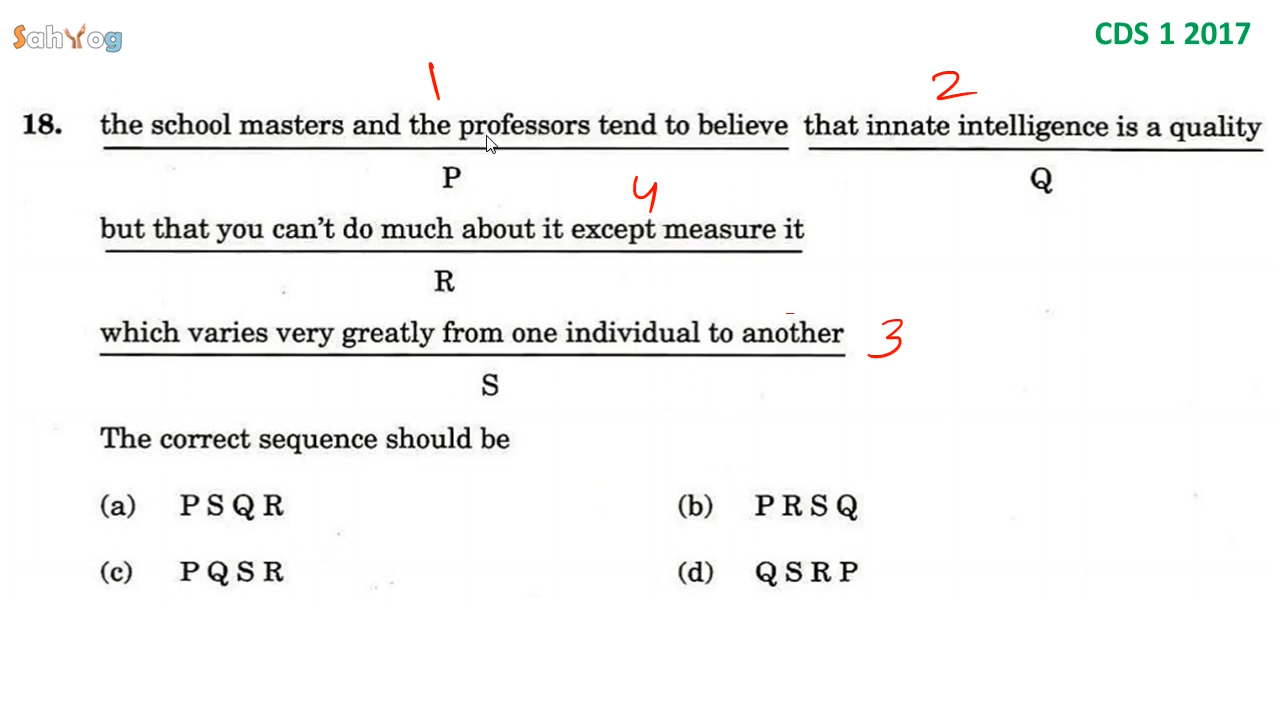 SahYog
CDS 1 2017
1 2
18. the school masters and the professors tend to believe that innate intelligence is a quality
P Q
4
but that you can't do much about it except measure it
R
which varies very greatly from one individual to another 3
S
The correct sequence should be
(a) P S Q R (b) P R S Q
(c) P Q S R (d) Q S R P